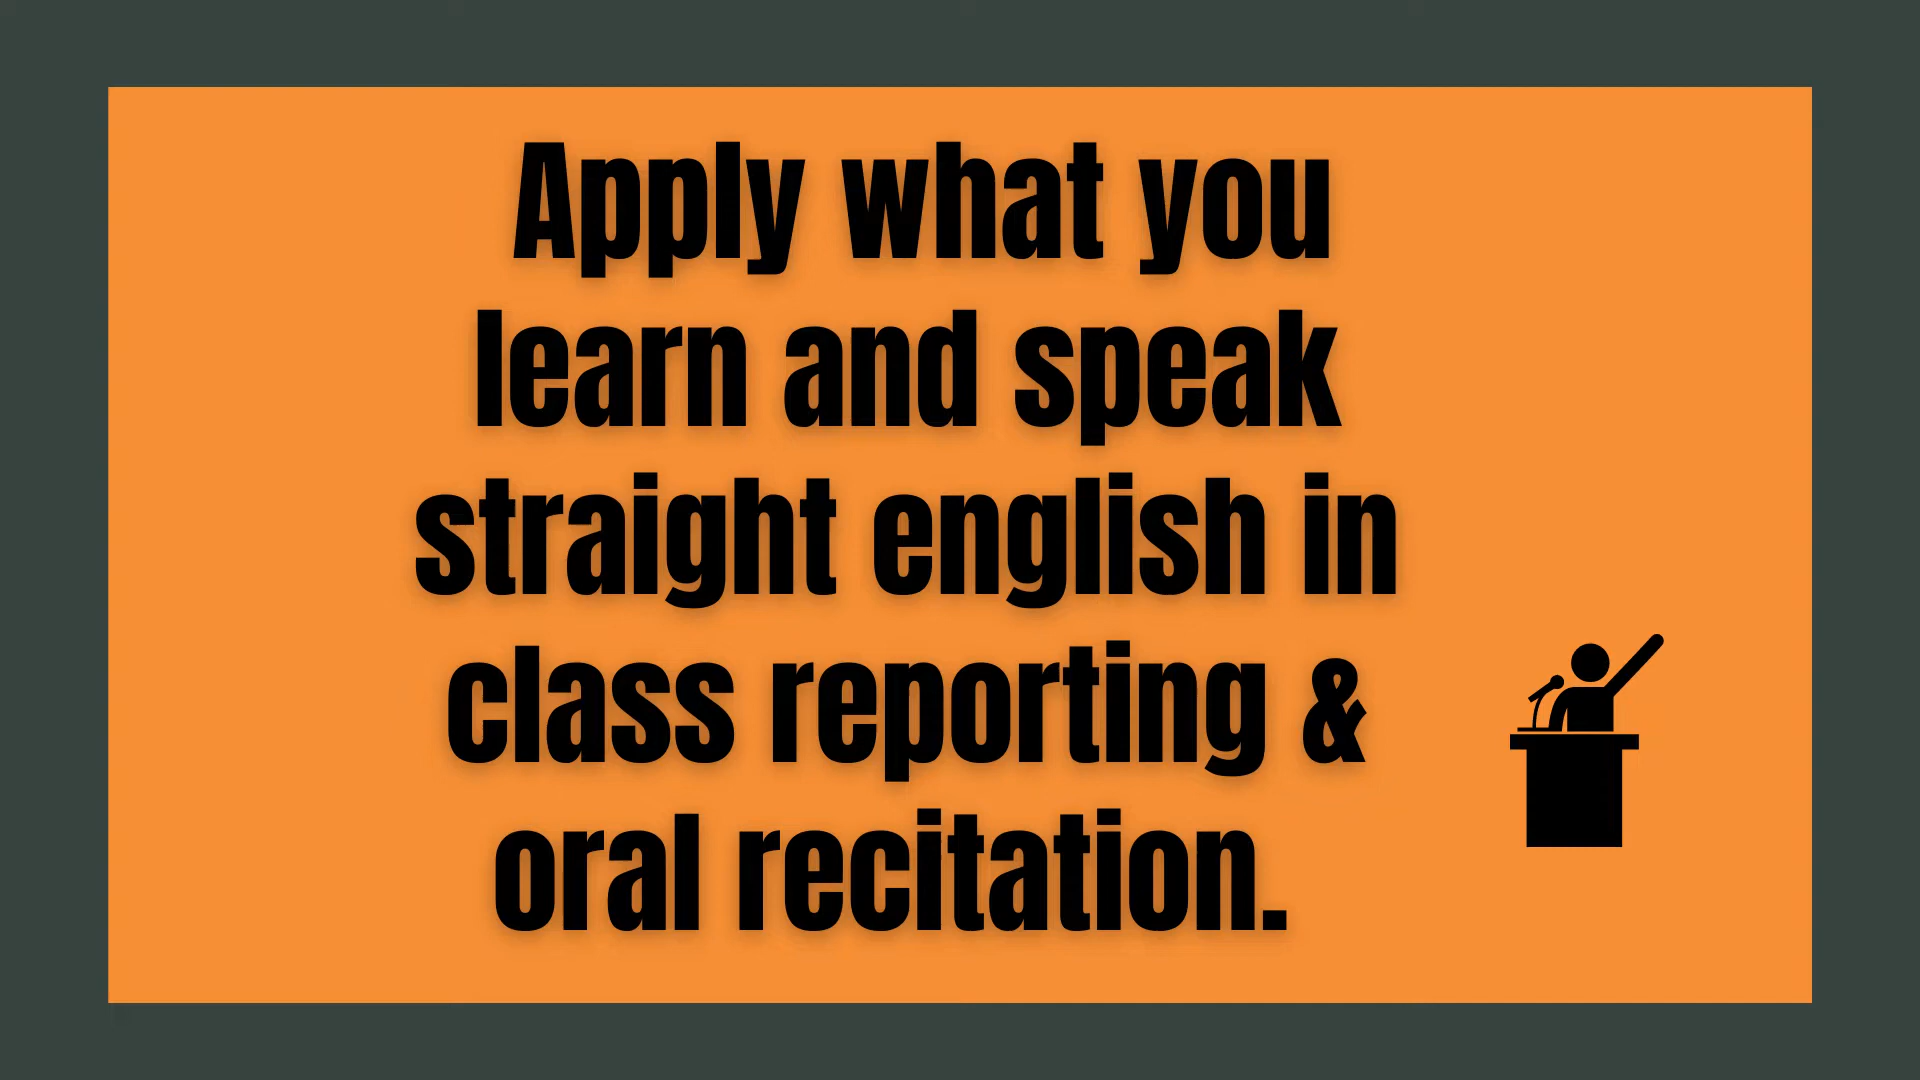 Apply what you
learn and speak
straight english in
class reporting &
oral recitation.